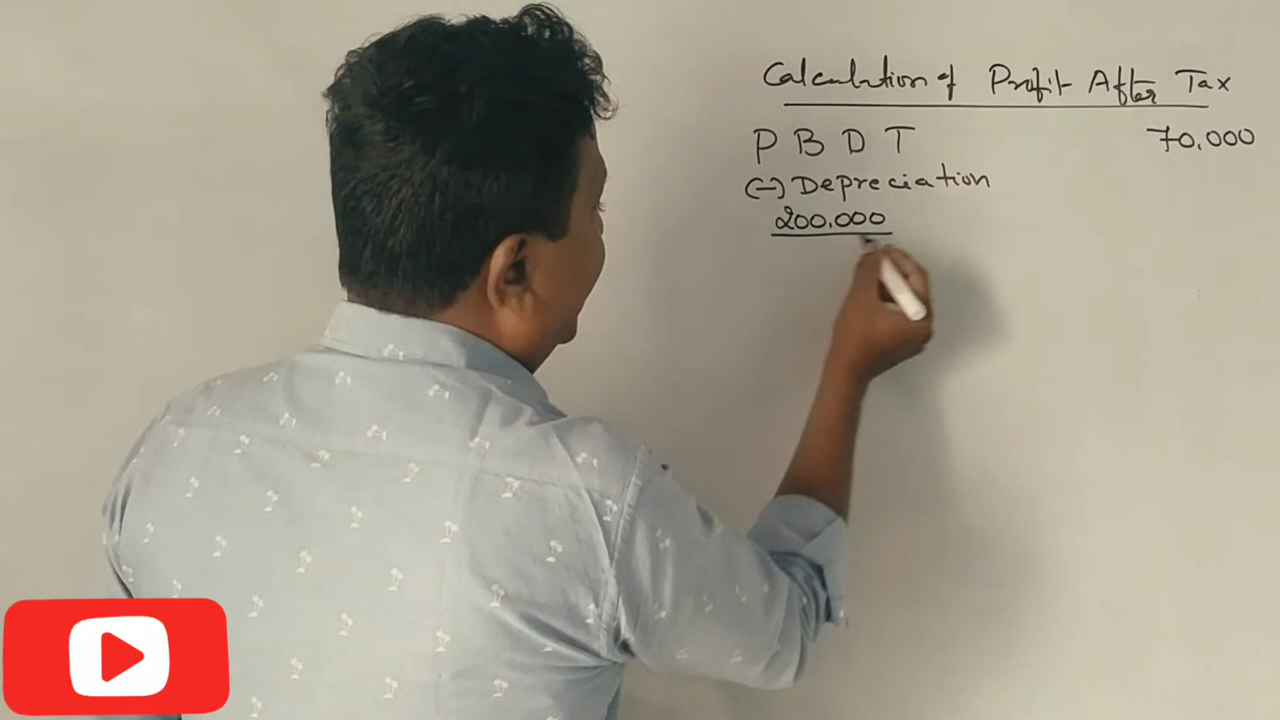 Calculation of Profit After Tax
P B D T 70,000
(-) Depreciation
200,000